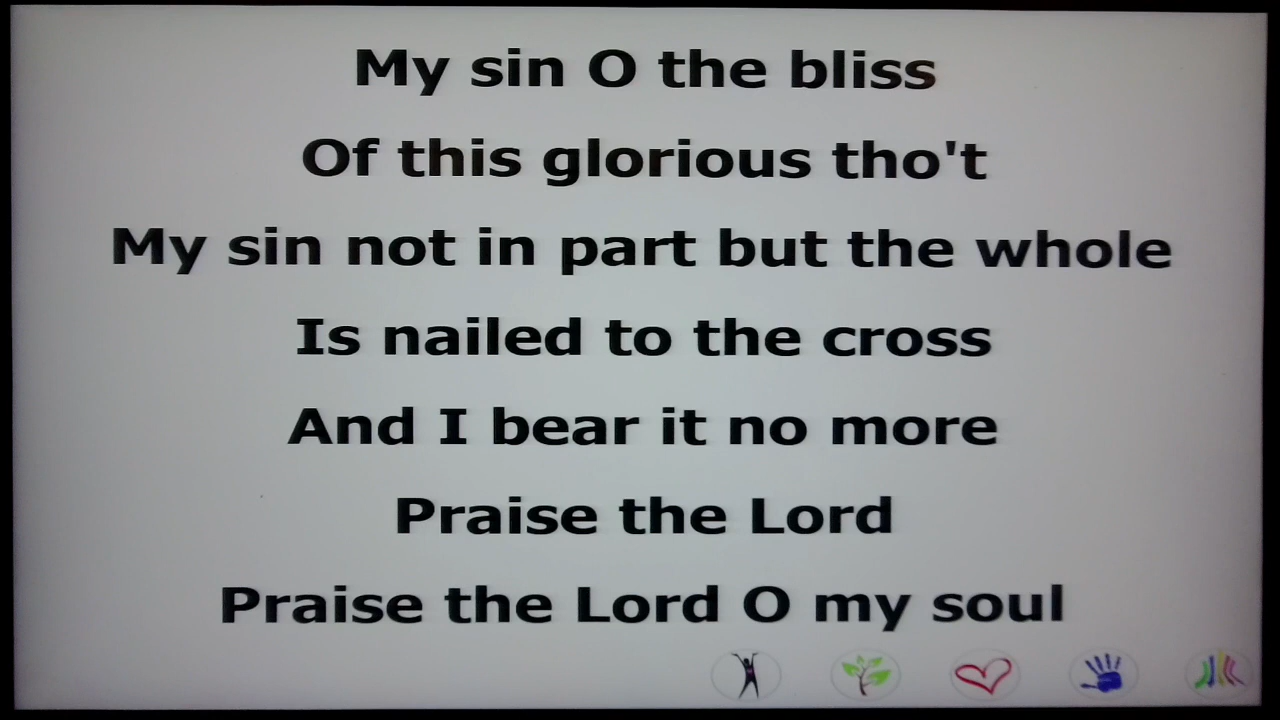 My sin O the bliss
Of this glorious tho't
My sin not in part but the whole
Is nailed to the cross
And I bear it no more
Praise the Lord
Praise the Lord O my soul